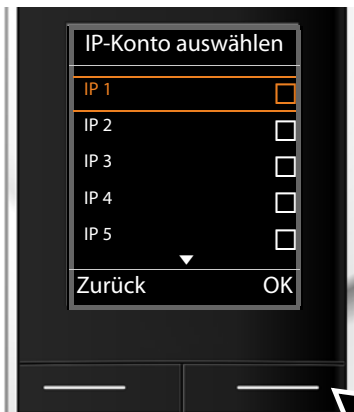 IP-Konto auswählen
IP 1
IP 2
IP 3
IP 4
IP 5
Zurück OK